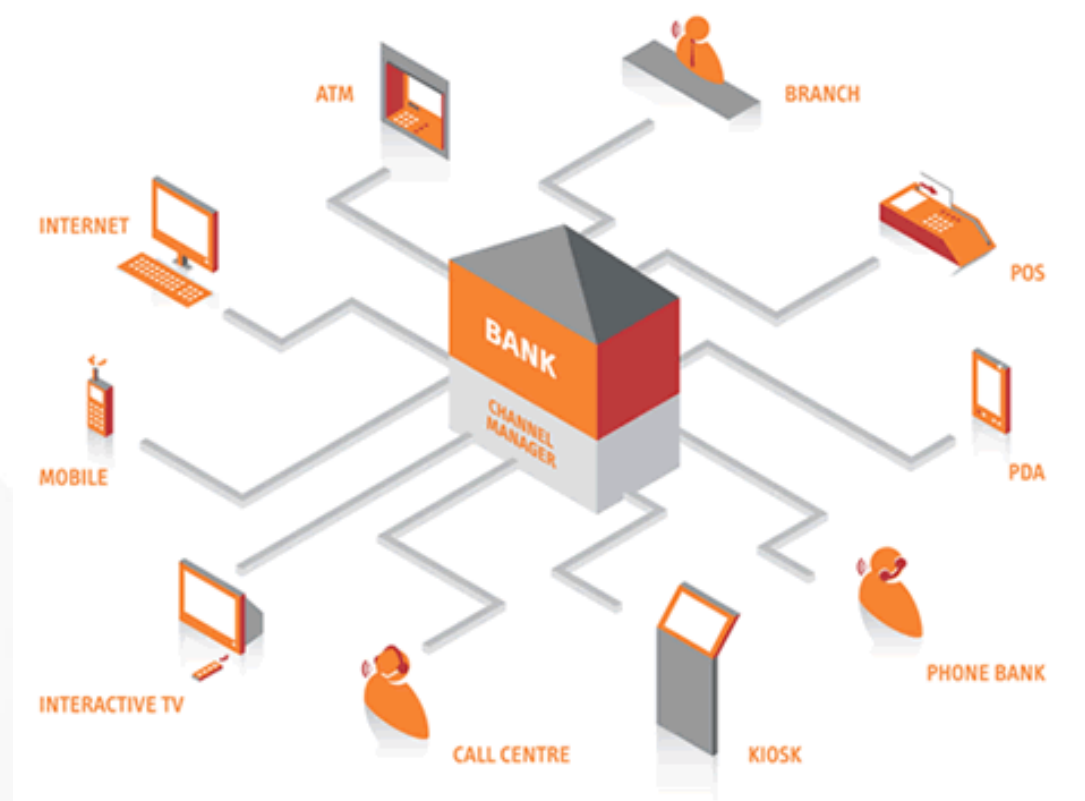 ATM
BRANCH
INTERNET
POS
BANK
CHANNEL
MANAGER
MOBILE
PDA
INTERACTIVE TV
PHONE BANK
CALL CENTRE
KIOSK